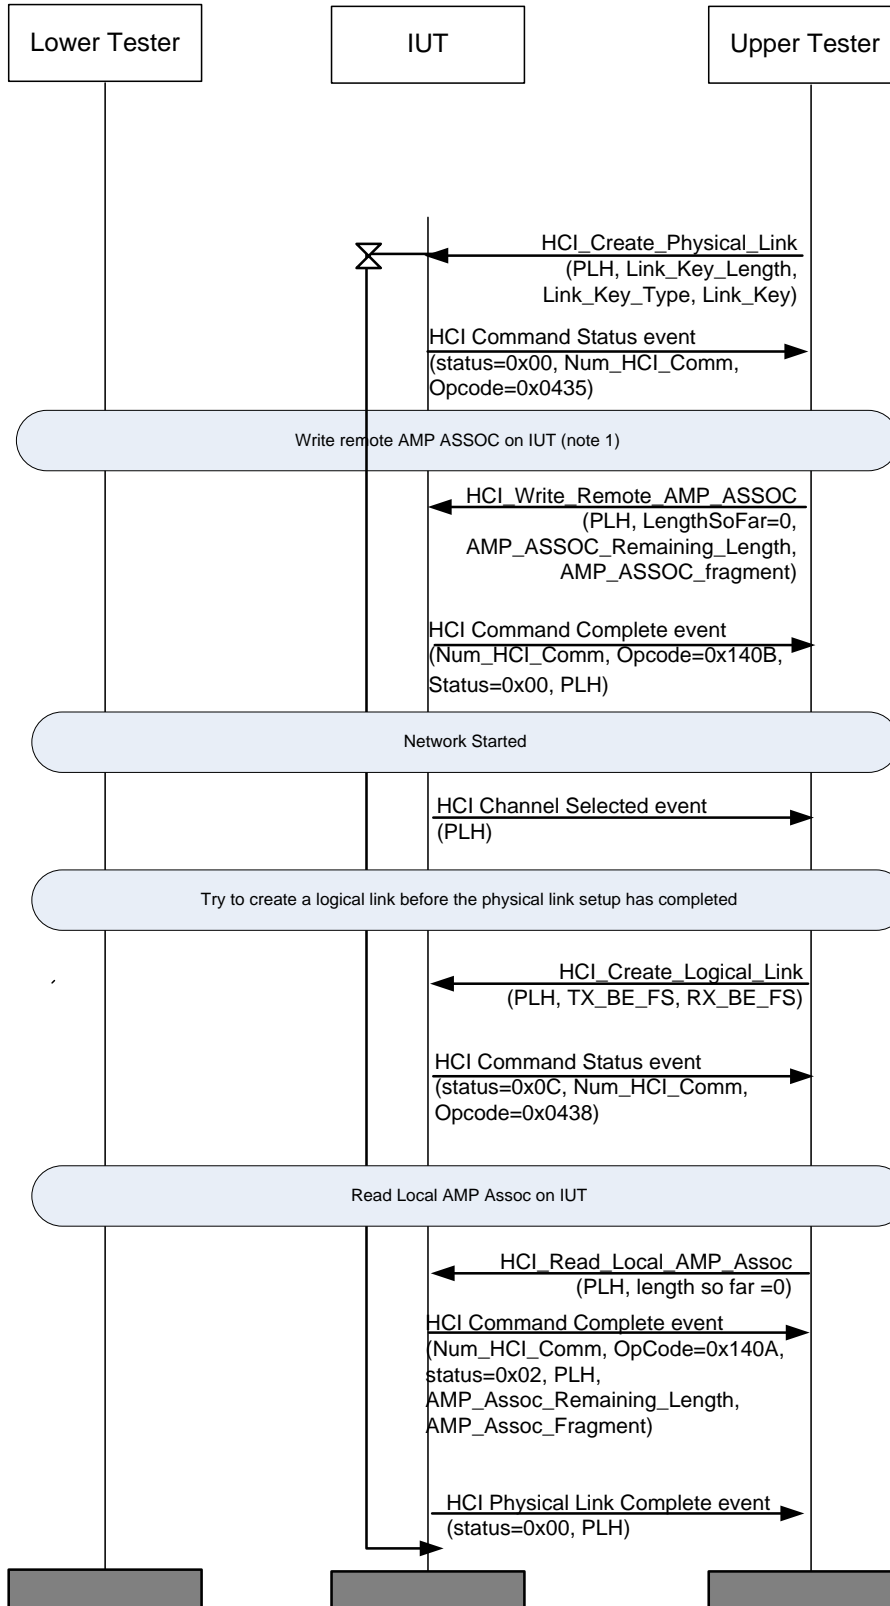 Lower Tester
IUT
Upper Tester
HCI_Create_Physical_Link
(PLH, Link_Key_Length,
Link_Key_Type, Link_Key)
HCI Command Status event
(status=0x00, Num_HCI_Comm,
Opcode=0x0435)
Write remote AMP ASSOC on IUT (note 1)
HCI_Write_Remote_AMP_ASSOC
(PLH, LengthSoFar=0,
AMP_ASSOC_Remaining_Length,
AMP_ASSOC_fragment)
HCI Command Complete event
(Num_HCI_Comm, Opcode=0x140B,
Status=0x00, PLH)
Network Started
HCI Channel Selected event
(PLH)
Try to create a logical link before the physical link setup has completed
HCI_Create_Logical_Link
(PLH, TX_BE_FS, RX_BE_FS)
HCI Command Status event
(status=0x0C, Num_HCI_Comm,
Opcode=0x0438)
Read Local AMP Assoc on IUT
HCI_Read_Local_AMP_Assoc
(PLH, length so far =0)
HCI Command Complete event
(Num_HCI_Comm, OpCode=0x140A,
status=0x02, PLH,
AMP_Assoc_Remaining_Length,
AMP_Assoc_Fragment)
HCI Physical Link Complete event
(status=0x00, PLH)